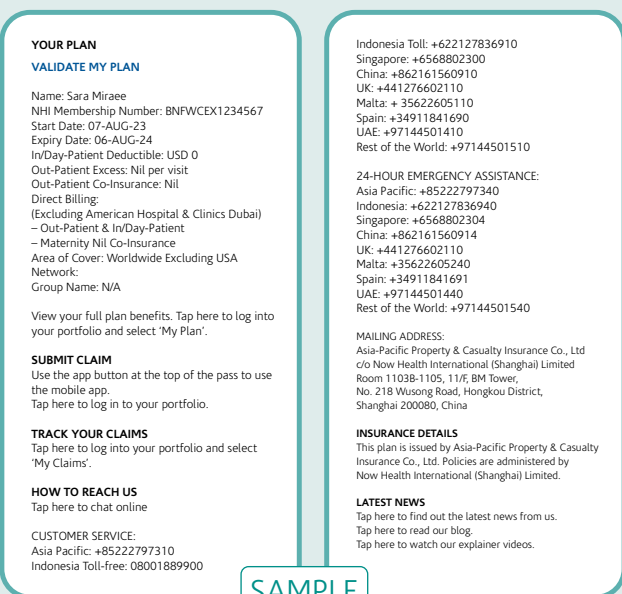 YOUR PLAN
VALIDATE MY PLAN
Name: Sara Miraee
NHI Membership Number: BNFWCEX1234567
Start Date: 07-AUG-23
Expiry Date: 06-AUG-24
In/Day-Patient Deductible: USD 0
Out-Patient Excess: Nil per visit
Out-Patient Co-Insurance: Nil
Direct Billing:
(Excluding American Hospital & Clinics Dubai)
– Out-Patient & In/Day-Patient
– Maternity Nil Co-Insurance
Area of Cover: Worldwide Excluding USA
Network:
Group Name: N/A
View your full plan benefits. Tap here to log into
your portfolio and select ‘My Plan’.
SUBMIT CLAIM
Use the app button at the top of the pass to use
the mobile app.
Tap here to log in to your portfolio.
TRACK YOUR CLAIMS
Tap here to log into your portfolio and select
‘My Claims’.
HOW TO REACH US
Tap here to chat online
CUSTOMER SERVICE:
Asia Pacific: +85222797310
Indonesia Toll-free: 08001889900
Indonesia Toll: +622127836910
Singapore: +6568802300
China: +862161560910
UK: +441276602110
Malta: + 35622605110
Spain: +34911841690
UAE: +97144501410
Rest of the World: +97144501510
24-HOUR EMERGENCY ASSISTANCE:
Asia Pacific: +85222797340
Indonesia: +622127836940
Singapore: +6568802304
China: +862161560914
UK: +441276602110
Malta: +35622605240
Spain: +34911841691
UAE: +97144501440
Rest of the World: +97144501540
MAILING ADDRESS:
Asia-Pacific Property & Casualty Insurance Co., Ltd
c/o Now Health International (Shanghai) Limited
Room 1103B-1105, 11/F, BM Tower,
No. 218 Wusong Road, Hongkou District,
Shanghai 200080, China
INSURANCE DETAILS
This plan is issued by Asia-Pacific Property & Casualty
Insurance Co., Ltd. Policies are administered by
Now Health International (Shanghai) Limited.
LATEST NEWS
Tap here to find out the latest news from us.
Tap here to read our blog.
Tap here to watch our explainer videos.
SAMPLE